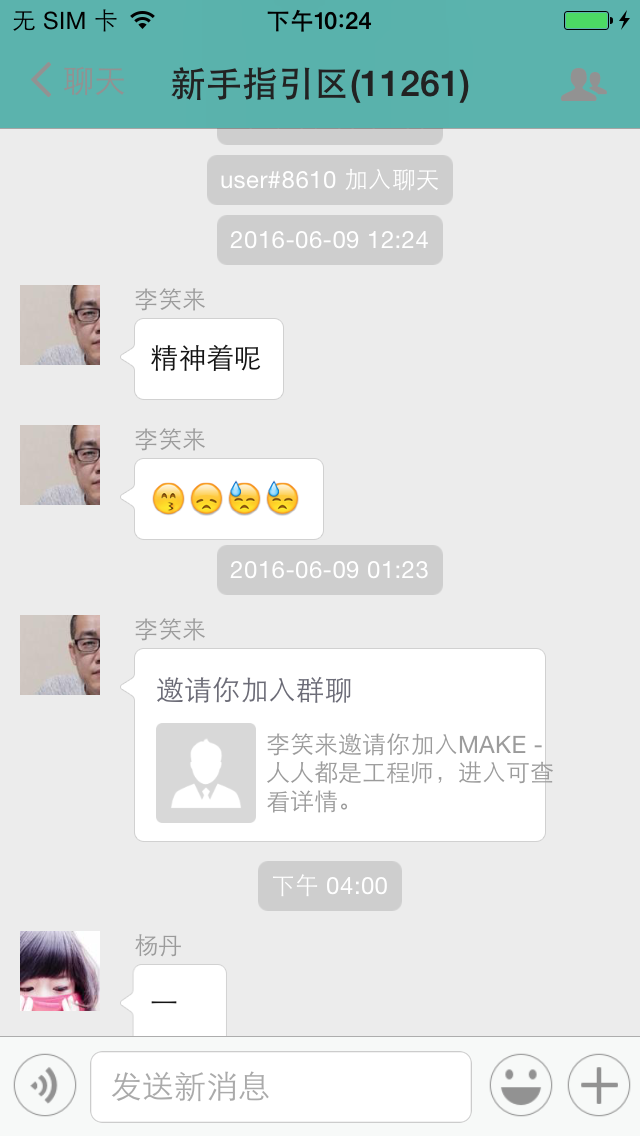 无 SIM 卡 下午10:24
聊天 新手指引区(11261)
user#8610 加入聊天
2016-06-09 12:24
李笑来
精神着呢
李笑来
😙😞😓😓
2016-06-09 01:23
李笑来
邀请你加入群聊
李笑来邀请你加入MAKE -
人人都是工程师，进入可查
看详情。
下午 04:00
杨丹
一
发送新消息